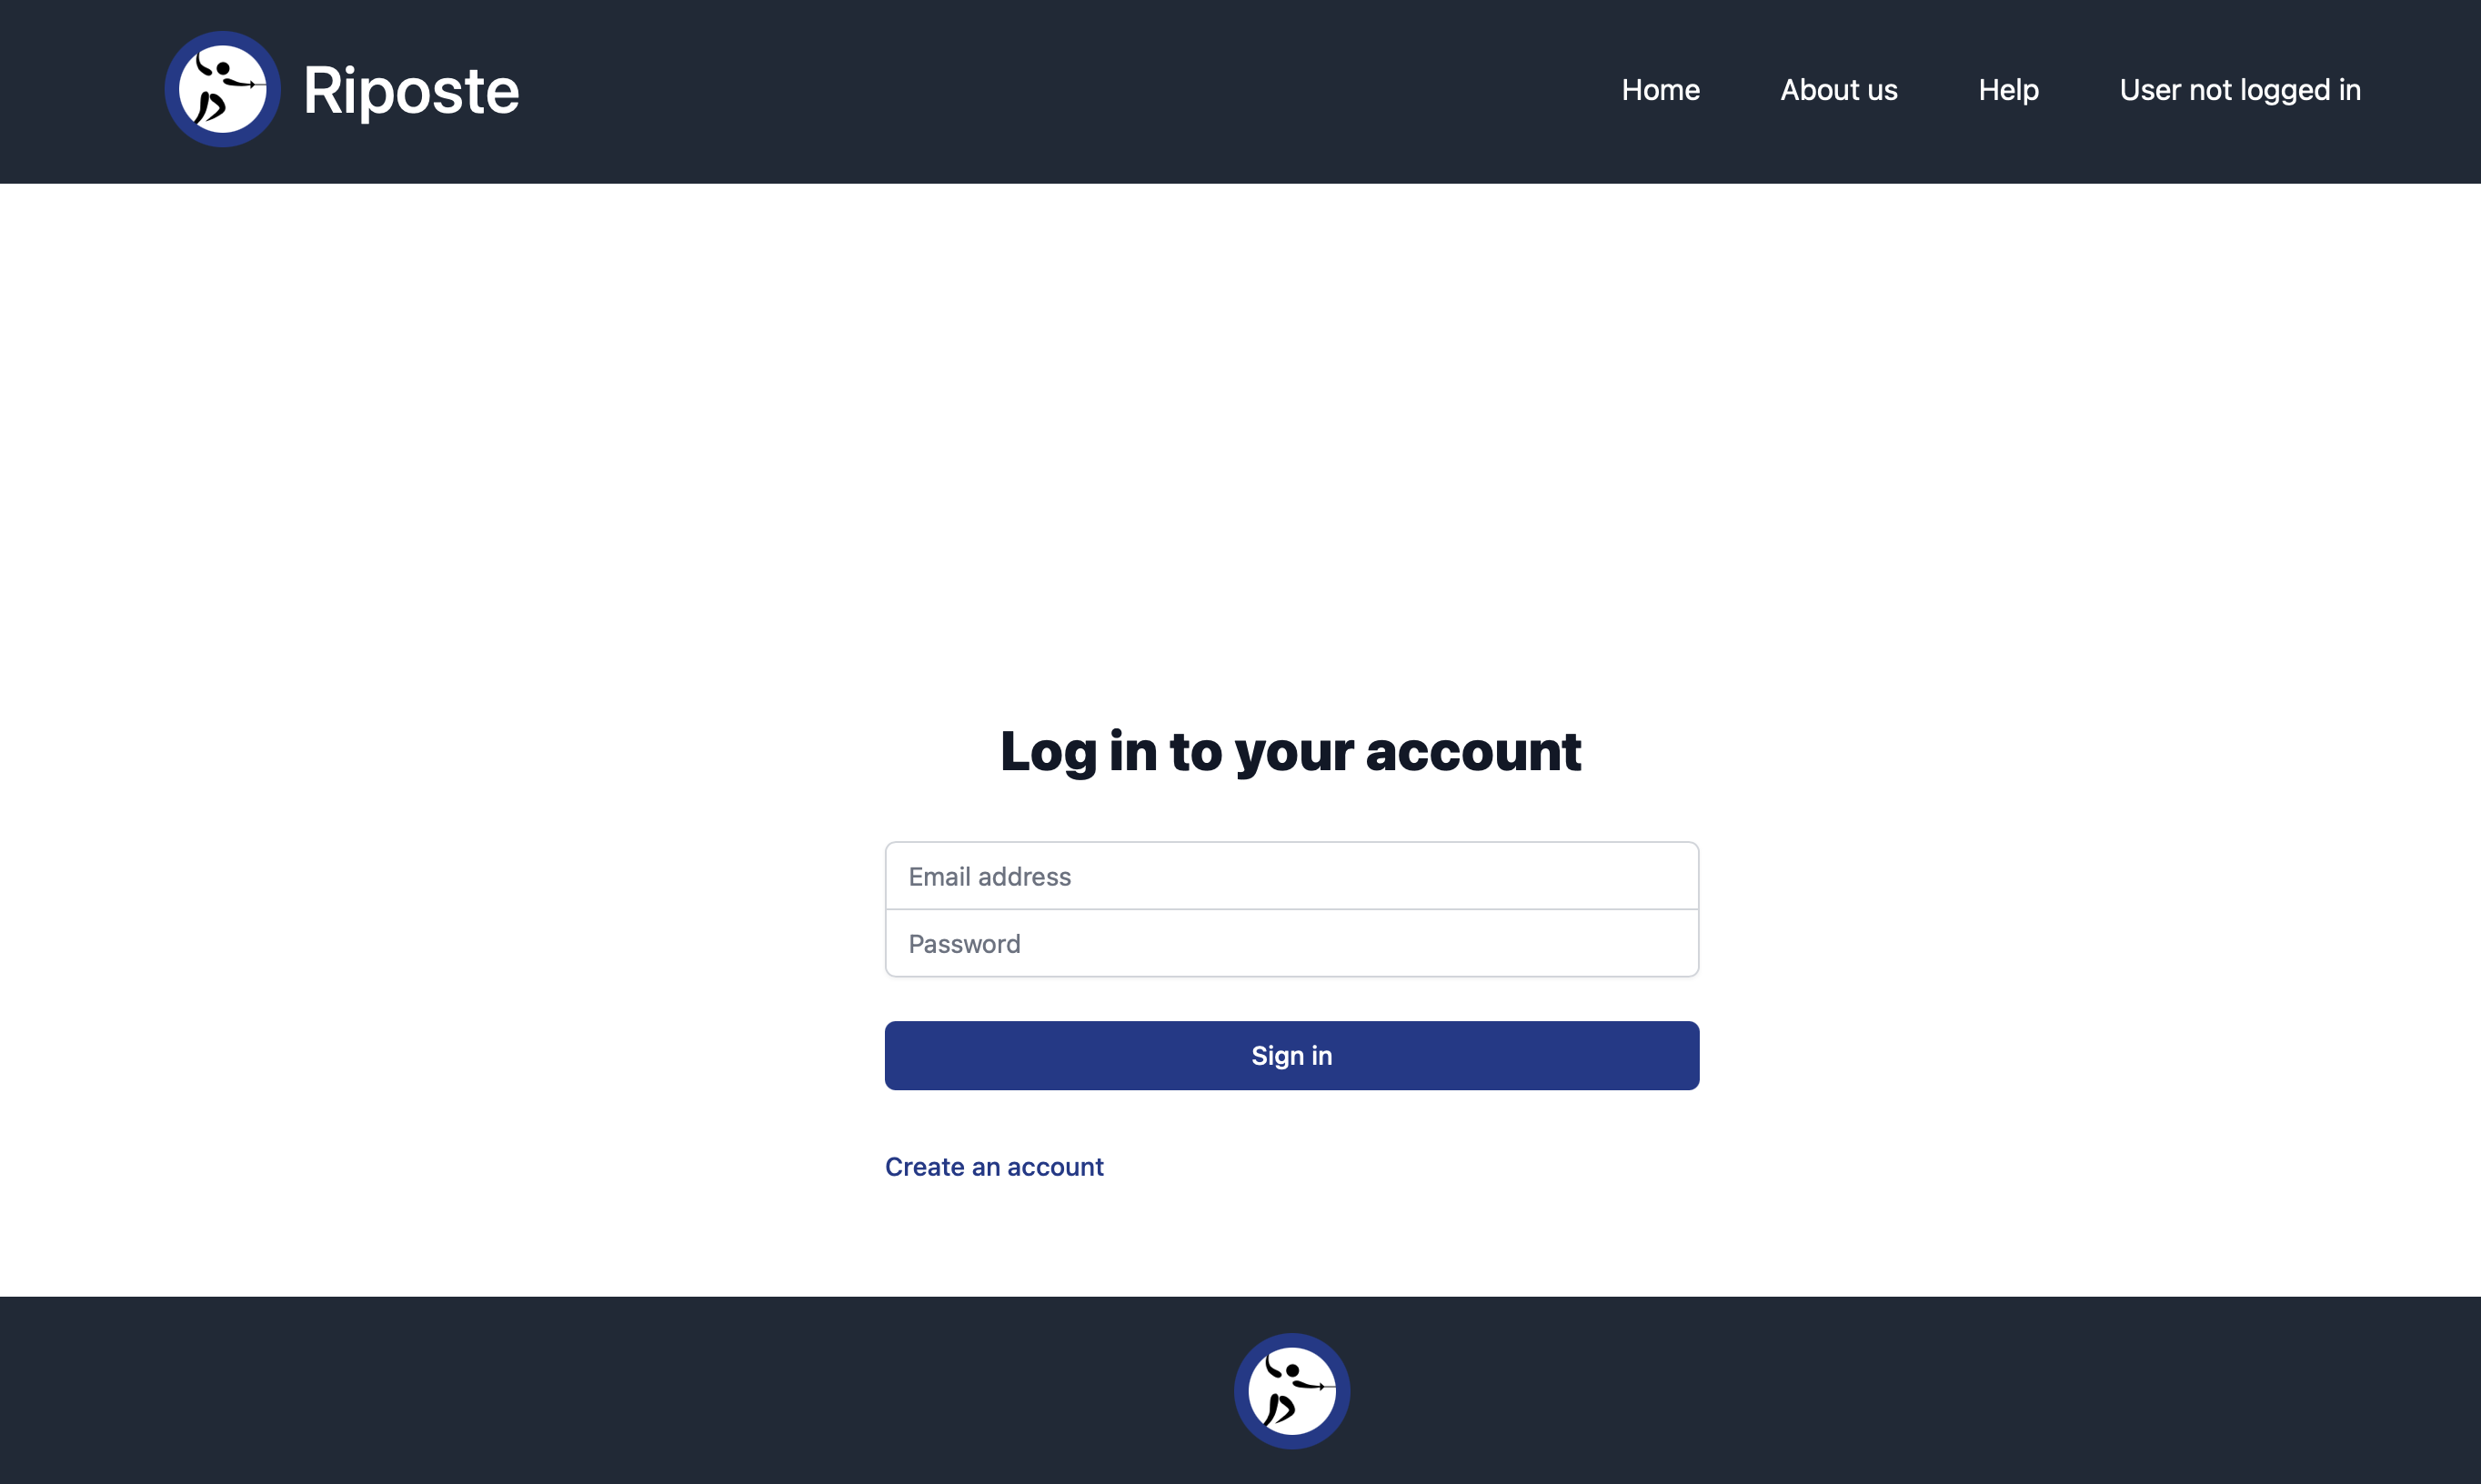 Riposte
Home About us Help User not logged in
Log in to your account
Email address
Password
Sign in
Create an account